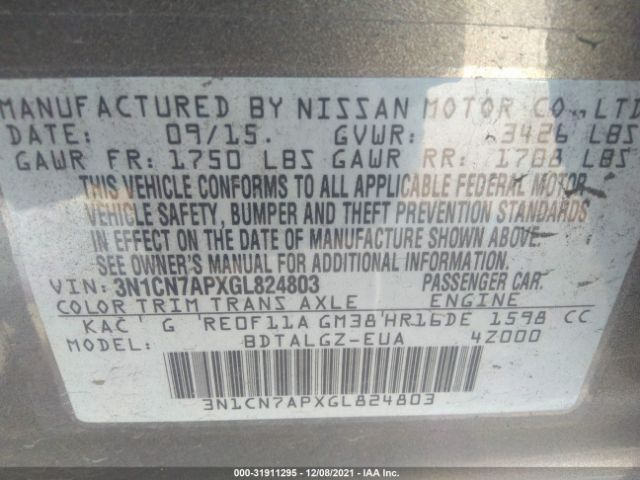 MANUFACTURED BY NISSAN MOTOR CO., LTD
DATE: 09/15. GVWR: 3426 LBS
GAWR FR: 1750 LBS GAWR RR: 1708 LBS
THIS VEHICLE CONFORMS TO ALL APPLICABLE FEDERAL MOTOR
VEHICLE SAFETY, BUMPER AND THEFT PREVENTION STANDARDS
IN EFFECT ON THE DATE OF MANUFACTURE SHOWN ABOVE.
SEE OWNER'S MANUAL FOR ADDITIONAL INFORMATION.
VIN: 3N1CN7APXGL824803 PASSENGER CAR.
COLOR TRIM TRANS AXLE ENGINE
KAC G RE0F11A GM38 HR16DE 1598 CC
MODEL: BDTALGZ-EUA 4Z000
3N1CN7APXGL824803
000-31911295 - 12/08/2021 - IAA Inc.